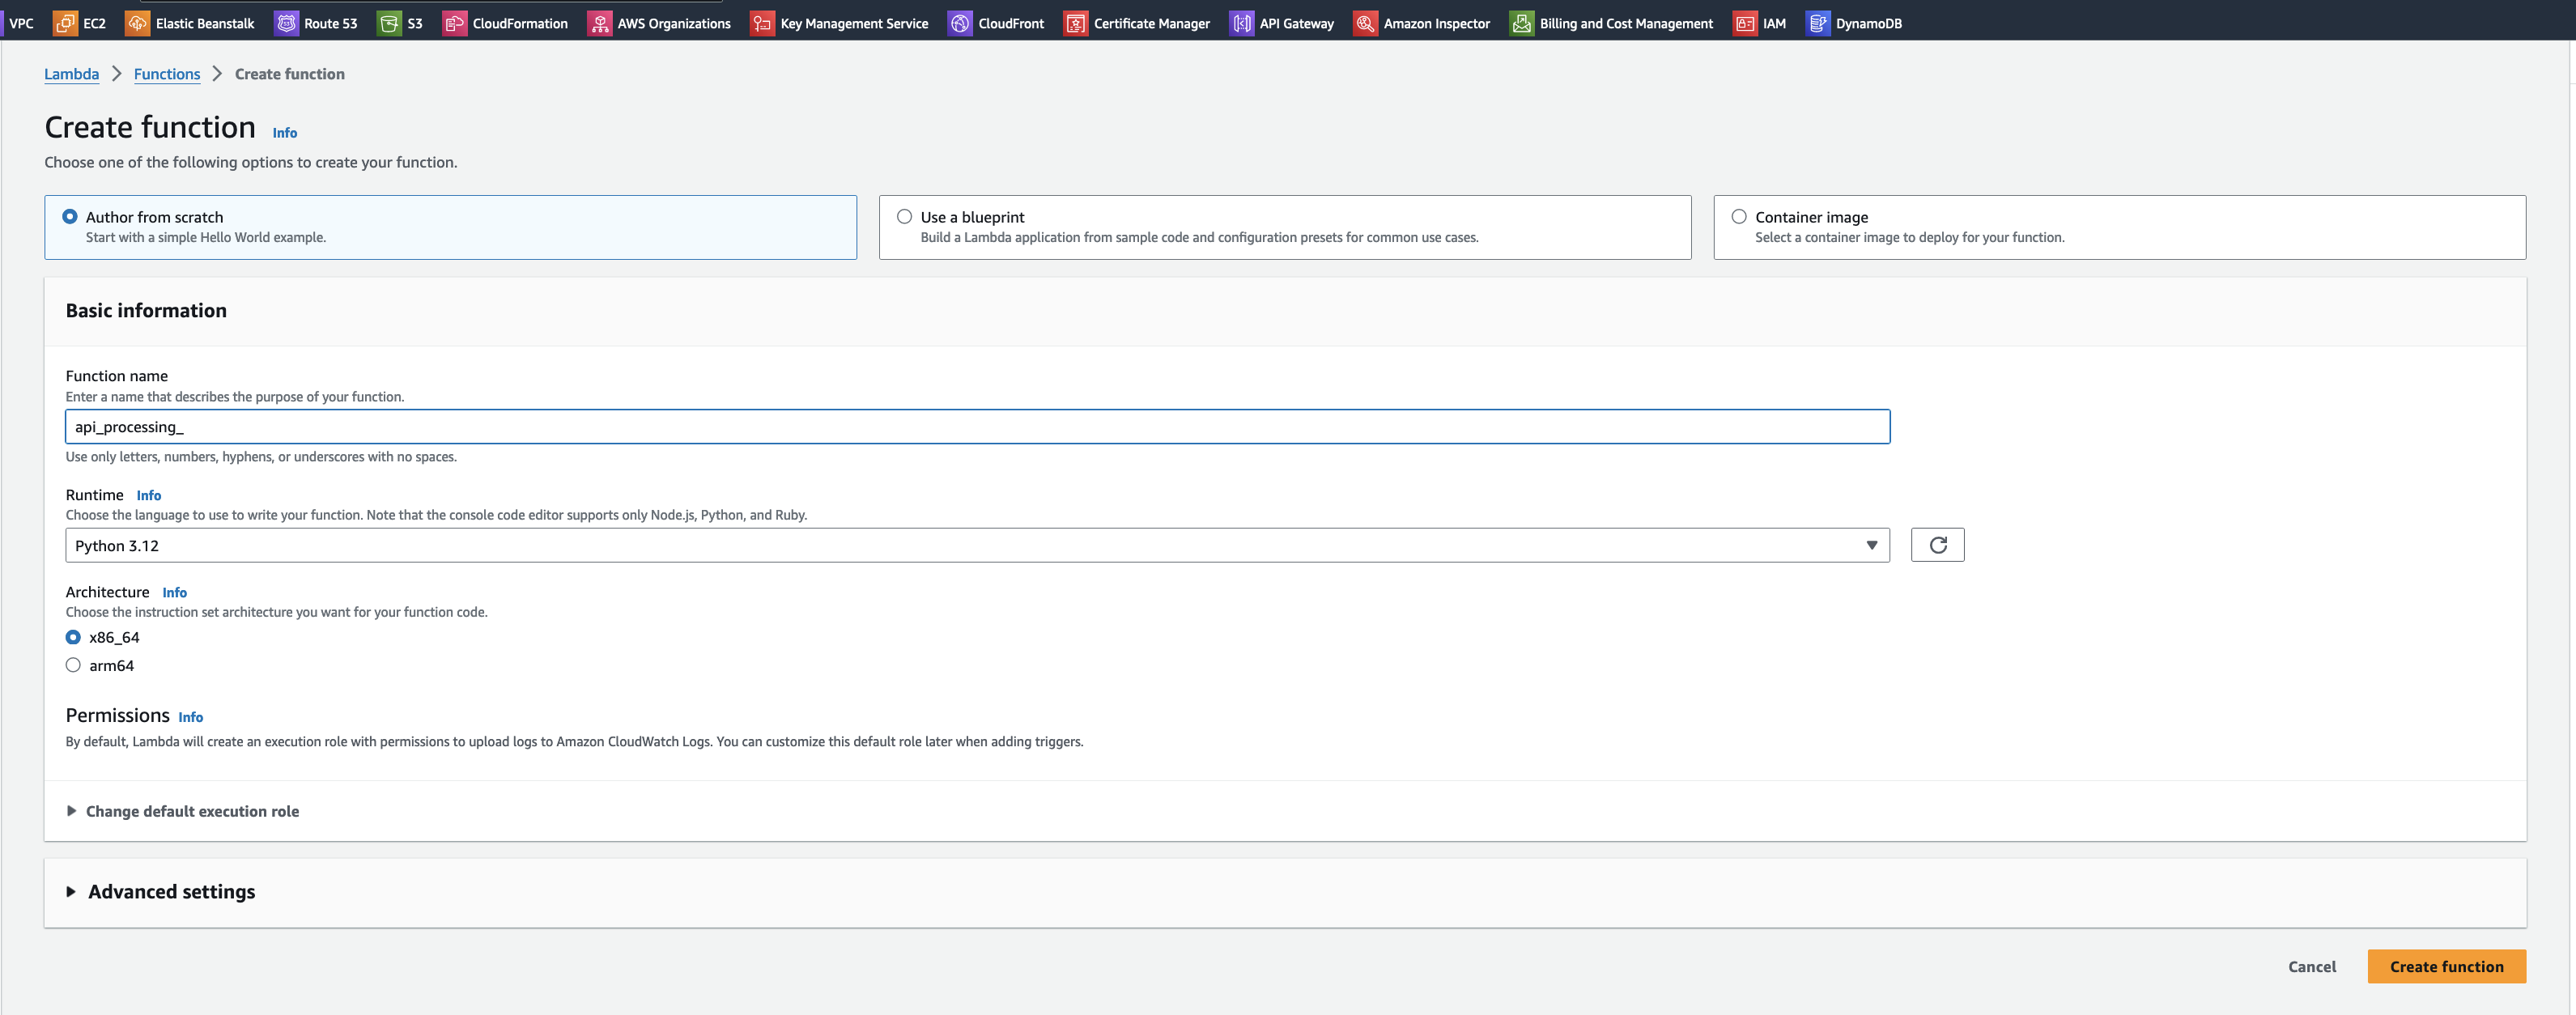 VPC EC2 Elastic Beanstalk Route 53 S3 CloudFormation AWS Organizations Key Management Service CloudFront Certificate Manager API Gateway Amazon Inspector Billing and Cost Management IAM DynamoDB
Lambda Functions Create function
Create function Info
Choose one of the following options to create your function.
Author from scratch
Start with a simple Hello World example.
Use a blueprint
Build a Lambda application from sample code and configuration presets for common use cases.
Container image
Select a container image to deploy for your function.
Basic information
Function name
Enter a name that describes the purpose of your function.
api_processing_
Use only letters, numbers, hyphens, or underscores with no spaces.
Runtime Info
Choose the language to use to write your function. Note that the console code editor supports only Node.js, Python, and Ruby.
Python 3.12
Architecture Info
Choose the instruction set architecture you want for your function code.
x86_64
arm64
Permissions Info
By default, Lambda will create an execution role with permissions to upload logs to Amazon CloudWatch Logs. You can customize this default role later when adding triggers.
Change default execution role
Advanced settings
Cancel Create function